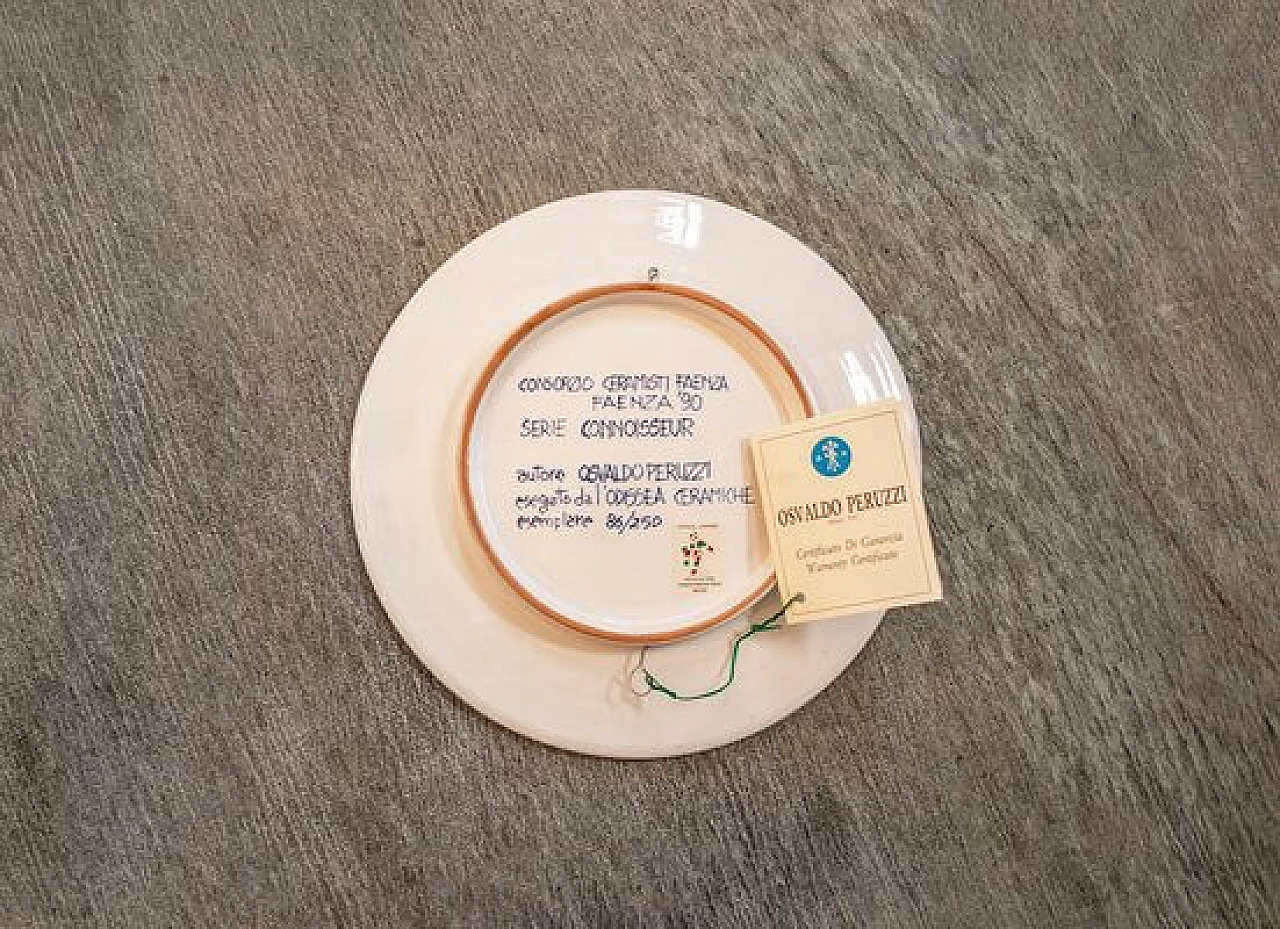 CONSORZIO CERAMISTI FAENZA
FAENZA '90
SERIE CONNOISSEUR
autore OSVALDO PERUZZI
eseguto da l'ODISSEA CERAMICHE
esemplare 86/250
OSVALDO PERUZZI
Certificato Di Garanzia
Warranty Certificate